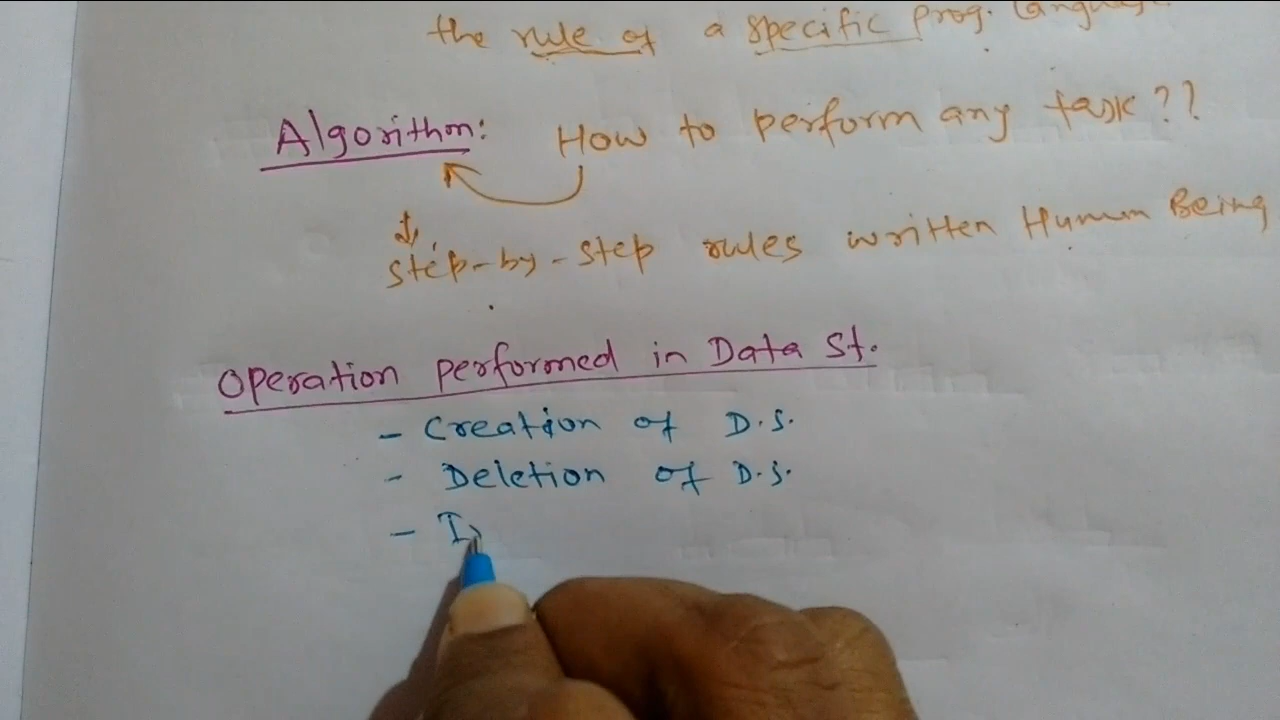 the rule of a specific prog. Language
Algorithm: How to perform any task??
step-by-step rules written Human Being
Operation performed in Data St.
- Creation of D.S.
- Deletion of D.S.
- I